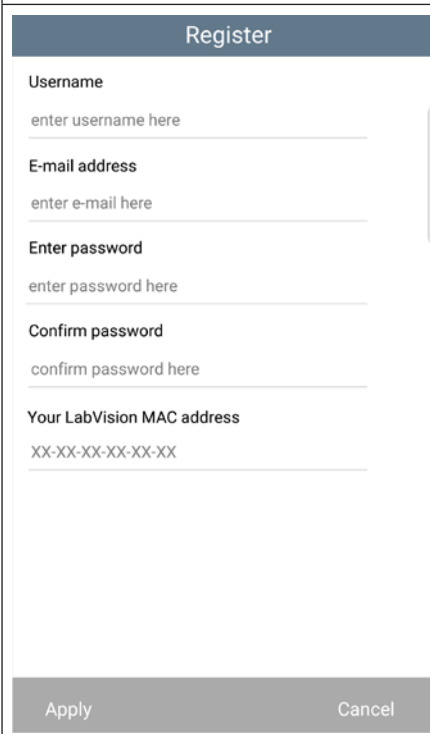 Register
Username
enter username here
E-mail address
enter e-mail here
Enter password
enter password here
Confirm password
confirm password here
Your LabVision MAC address
XX-XX-XX-XX-XX-XX
Apply Cancel